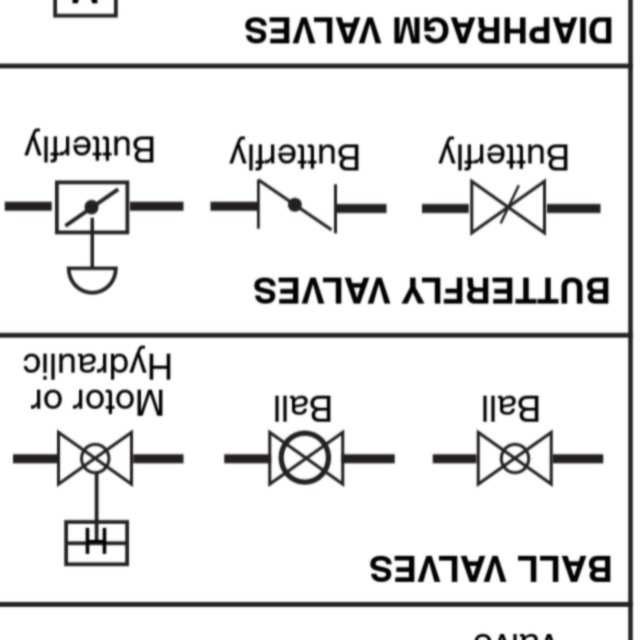 BALL VALVES
H
Ball
Ball
Motor or
Hydraulic
BUTTERFLY VALVES
Butterfly
Butterfly
Butterfly
DIAPHRAGM VALVES